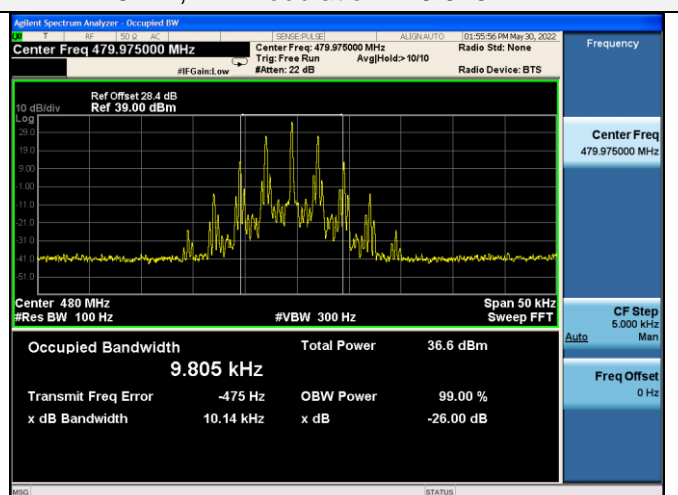 Agilent Spectrum Analyzer - Occupied BW
T RF 50 Ω AC SENSE:PULSE ALIGN AUTO 01:55:56 PM May 30, 2022
Center Freq 479.975000 MHz
Center Freq: 479.975000 MHz
Radio Std: None
Trig: Free Run Avg|Hold:> 10/10
#IFGain:Low #Atten: 22 dB Radio Device: BTS
Ref Offset 28.4 dB
10 dB/div Ref 39.00 dBm
Log
29.0
19.0
9.00
-1.00
-11.0
-21.0
-31.0
-41.0
-51.0
Center 480 MHz Span 50 kHz
#Res BW 100 Hz #VBW 300 Hz Sweep FFT
Occupied Bandwidth Total Power 36.6 dBm
9.805 kHz
Transmit Freq Error -475 Hz OBW Power 99.00 %
x dB Bandwidth 10.14 kHz x dB -26.00 dB
MSG STATUS
Frequency
Center Freq
479.975000 MHz
CF Step
5.000 kHz
Auto Man
Freq Offset
0 Hz